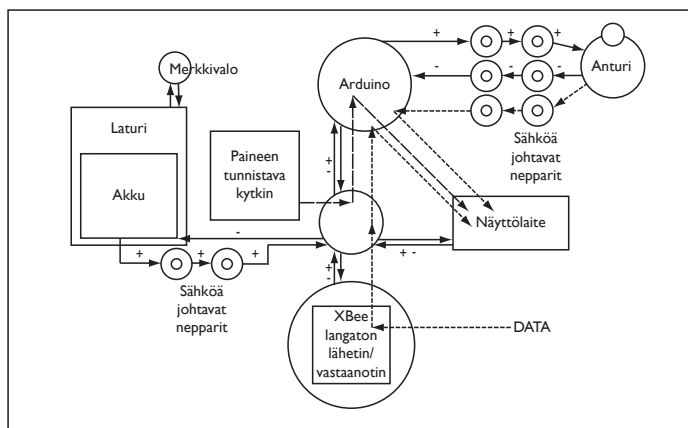 + + +
Merkkivalo
Arduino
- - -
Anturi
Laturi
Paineen
tunnistava
kytkin
Sähköä
johtavat
nepparit
Akku
+
-
Näyttölaite
-
+ + +
+ -
Sähköä
johtavat
nepparit
+
-
XBee
langaton
lähetin/
vastaanotin
DATA